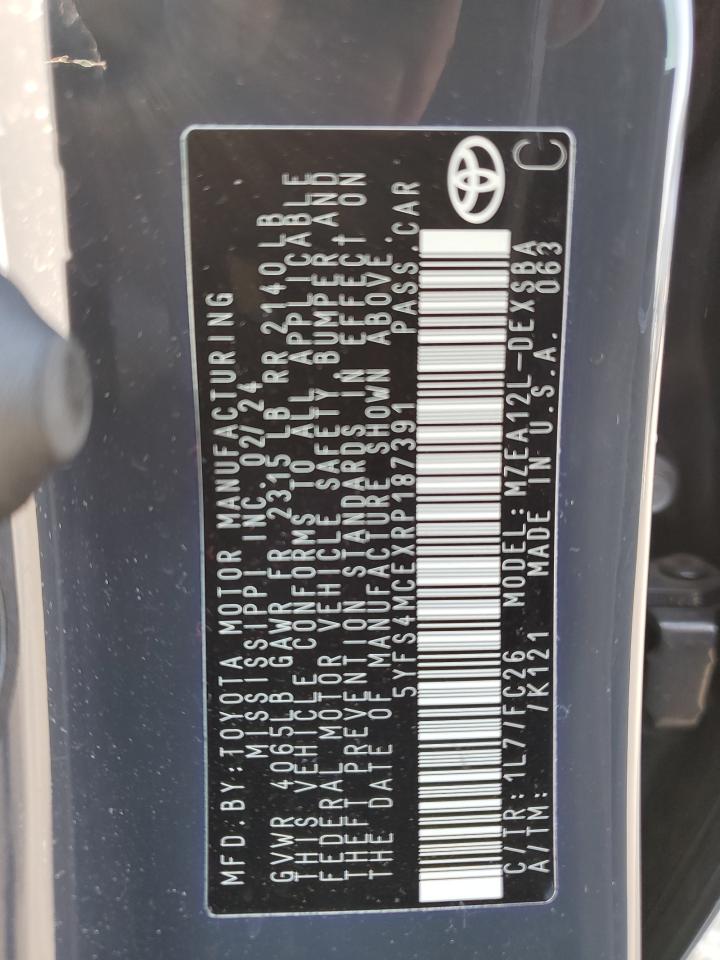 MFD.BY:TOYOTA MOTOR MANUFACTURING
MISSISSIPPI INC. 02/24
GVWR 4065LB GAWR FR 2315LB RR 2140LB
THIS VEHICLE CONFORMS TO ALL APPLICABLE
FEDERAL MOTOR VEHICLE SAFETY, BUMPER AND
THEFT PREVENTION STANDARDS IN EFFECT ON
THE DATE OF MANUFACTURE SHOWN ABOVE.
5YFS4MCEXRP187391 PASS.CAR
C/TR:1L7/FC26 MODEL:MZEA12L-DEXSBA
A/TM: /K121 MADE IN U.S.A. 063
C